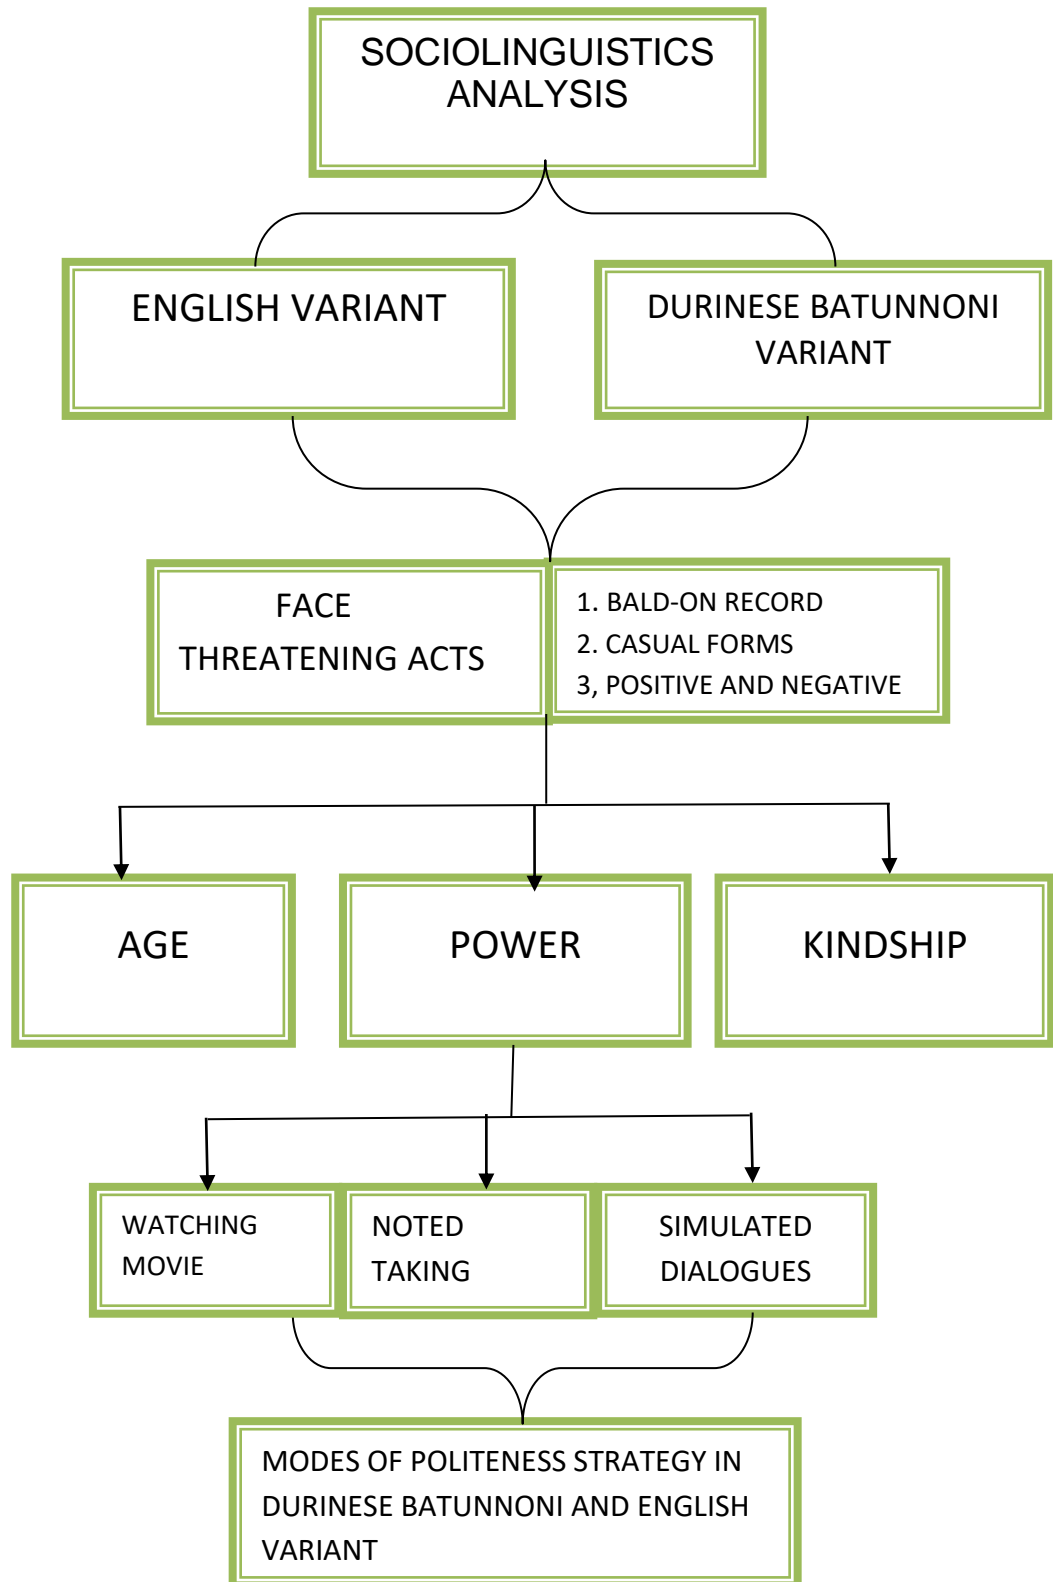 SOCIOLINGUISTICS
ANALYSIS
ENGLISH VARIANT
DURINESE BATUNNONI
VARIANT
FACE
THREATENING ACTS
1. BALD-ON RECORD
2. CASUAL FORMS
3, POSITIVE AND NEGATIVE
AGE
POWER
KINDSHIP
WATCHING
MOVIE
NOTED
TAKING
SIMULATED
DIALOGUES
MODES OF POLITENESS STRATEGY IN
DURINESE BATUNNONI AND ENGLISH
VARIANT